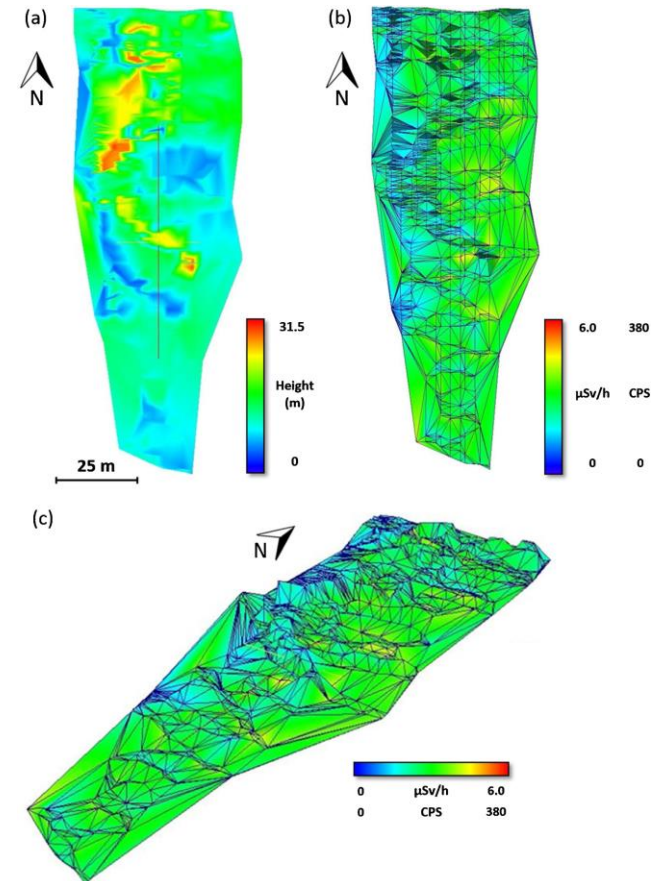 (a)
N
31.5
Height
(m)
0
25 m
(b)
N
6.0 380
µSv/h CPS
0 0
(c)
N
0 µSv/h 6.0
0 CPS 380